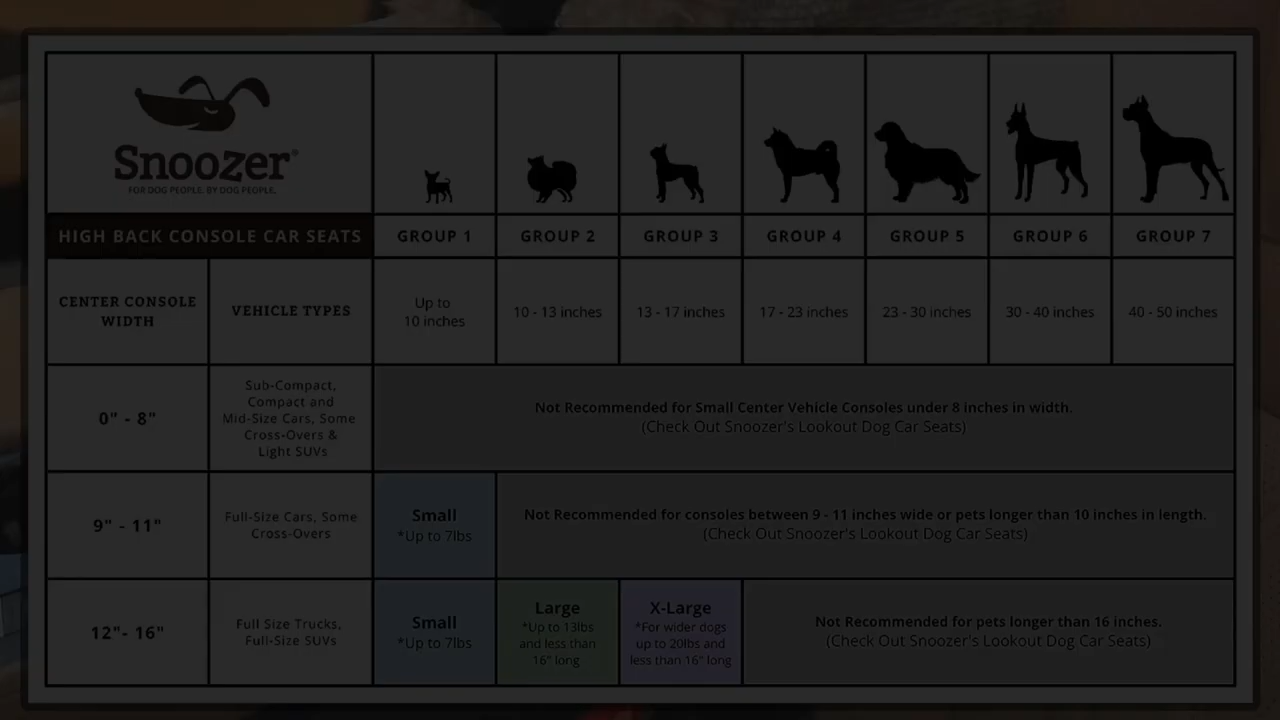 Snoozer®
FOR DOG PEOPLE. BY DOG PEOPLE.
HIGH BACK CONSOLE CAR SEATS
GROUP 1
GROUP 2
GROUP 3
GROUP 4
GROUP 5
GROUP 6
GROUP 7
CENTER CONSOLE
WIDTH
VEHICLE TYPES
Up to
10 inches
10 - 13 inches
13 - 17 inches
17 - 23 inches
23 - 30 inches
30 - 40 inches
40 - 50 inches
0" - 8"
Sub-Compact,
Compact and
Mid-Size Cars, Some
Cross-Overs &
Light SUVs
Not Recommended for Small Center Vehicle Consoles under 8 inches in width.
(Check Out Snoozer's Lookout Dog Car Seats)
9" - 11"
Full-Size Cars, Some
Cross-Overs
Small
*Up to 7lbs
Not Recommended for consoles between 9 - 11 inches wide or pets longer than 10 inches in length.
(Check Out Snoozer's Lookout Dog Car Seats)
12"- 16"
Full Size Trucks,
Full-Size SUVs
Small
*Up to 7lbs
Large
*Up to 13lbs
and less than
16" long
X-Large
*For wider dogs
up to 20lbs and
less than 16" long
Not Recommended for pets longer than 16 inches.
(Check Out Snoozer's Lookout Dog Car Seats)